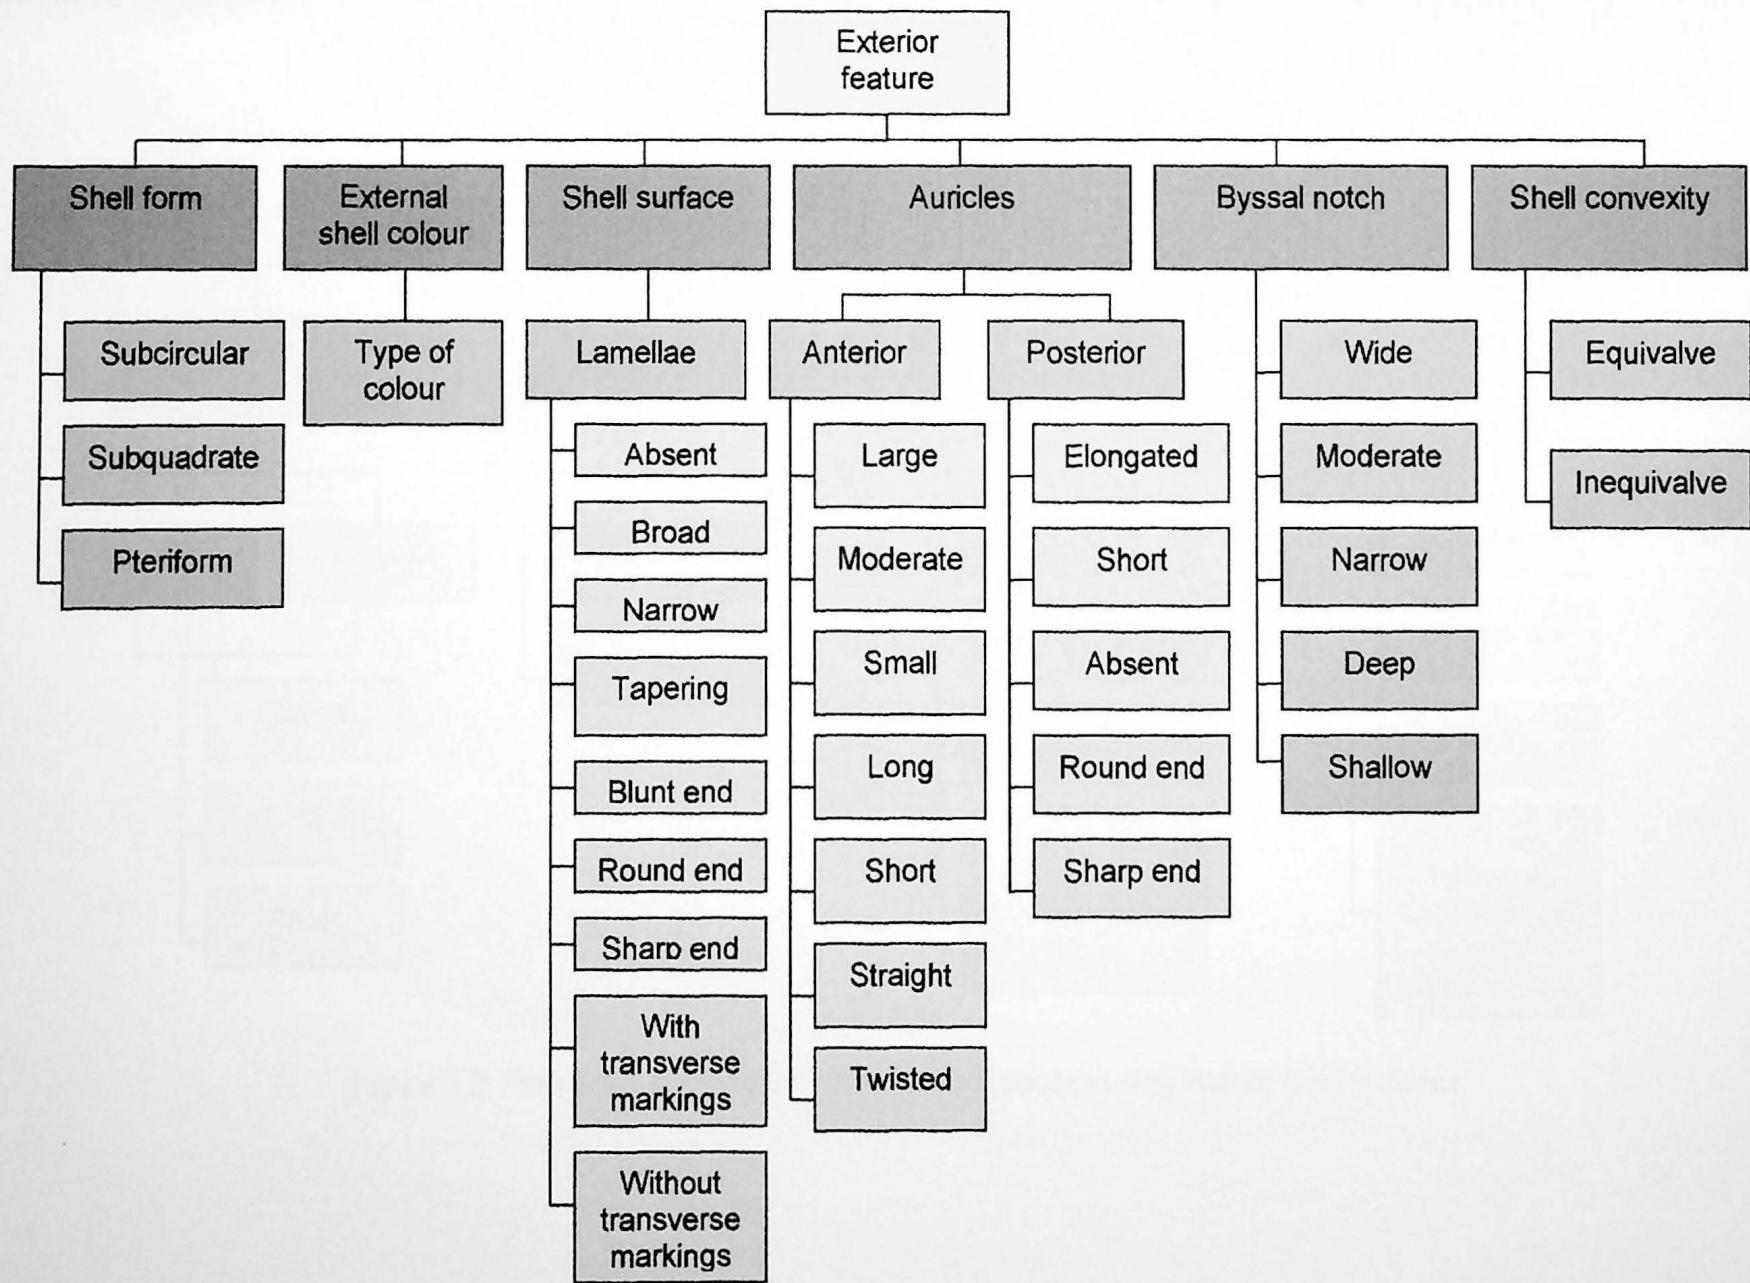 Exterior
feature
Shell form
External
shell colour
Shell surface
Auricles
Byssal notch
Shell convexity
Subcircular
Subquadrate
Pteriform
Type of
colour
Lamellae
Absent
Broad
Narrow
Tapering
Blunt end
Round end
Sharp end
With
transverse
markings
Without
transverse
markings
Anterior
Large
Moderate
Small
Long
Short
Straight
Twisted
Posterior
Elongated
Short
Absent
Round end
Sharp end
Wide
Moderate
Narrow
Deep
Shallow
Equivalve
Inequivalve